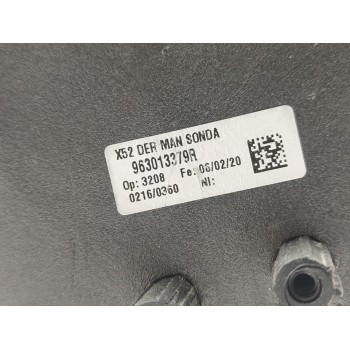 X52 DER MAN SONDA
963013379R
Op: 3208 Fe: 06/02/20
0216/0360 NI: